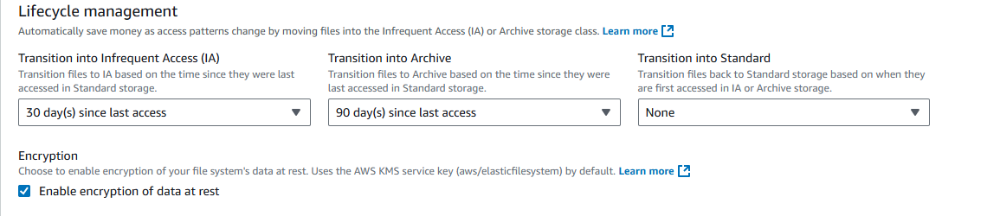 Lifecycle management
Automatically save money as access patterns change by moving files into the Infrequent Access (IA) or Archive storage class. Learn more
Transition into Infrequent Access (IA)
Transition files to IA based on the time since they were last
accessed in Standard storage.
30 day(s) since last access
Transition into Archive
Transition files to Archive based on the time since they were
last accessed in Standard storage.
90 day(s) since last access
Transition into Standard
Transition files back to Standard storage based on when they
are first accessed in IA or Archive storage.
None
Encryption
Choose to enable encryption of your file system's data at rest. Uses the AWS KMS service key (aws/elasticfilesystem) by default. Learn more
Enable encryption of data at rest